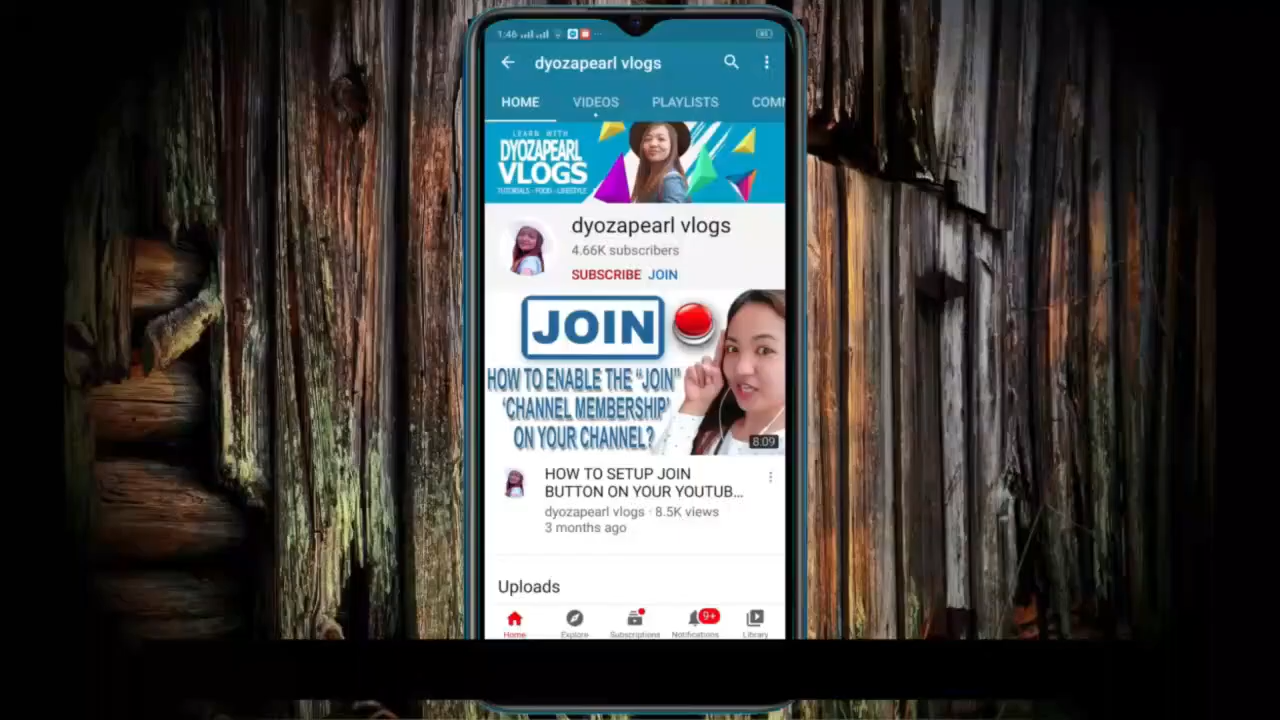 1:46
dyozapearl vlogs
HOME VIDEOS PLAYLISTS COMM
LEARN WITH
DYOZAPEARL
VLOGS
TUTORIALS - FOOD - LIFESTYLE
dyozapearl vlogs
4.66K subscribers
SUBSCRIBE JOIN
JOIN
HOW TO ENABLE THE "JOIN"
'CHANNEL MEMBERSHIP'
ON YOUR CHANNEL?
8:09
HOW TO SETUP JOIN
BUTTON ON YOUR YOUTUB...
dyozapearl vlogs · 8.5K views
3 months ago
Uploads
9+
Home Explore Subscriptions Notifications Library